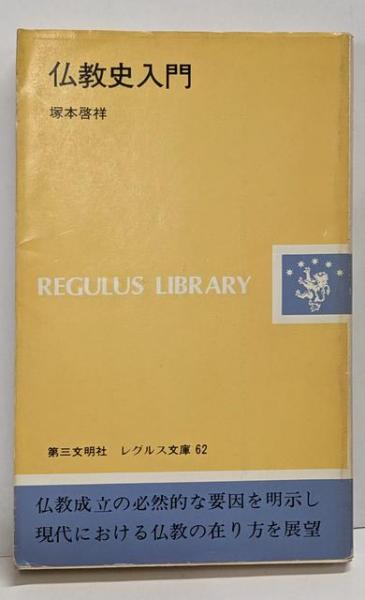 仏教史入門
塚本啓祥
REGULUS LIBRARY
第三文明社 レグルス文庫 62
仏教成立の必然的な要因を明示し
現代における仏教の在り方を展望